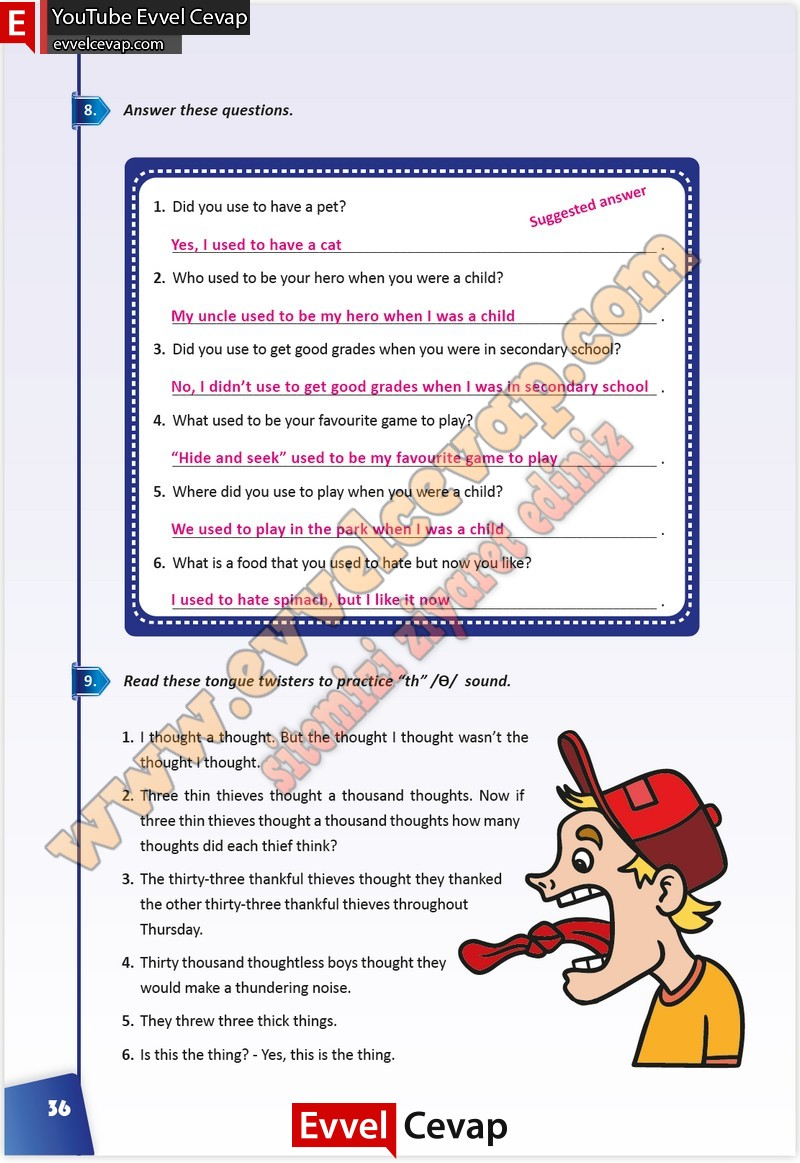 E YouTube Evvel Cevap
evvelcevap.com
8. Answer these questions.
Suggested answer
1. Did you use to have a pet?
Yes, I used to have a cat .
2. Who used to be your hero when you were a child?
My uncle used to be my hero when I was a child .
3. Did you use to get good grades when you were in secondary school?
No, I didn’t use to get good grades when I was in secondary school .
4. What used to be your favourite game to play?
“Hide and seek” used to be my favourite game to play .
5. Where did you use to play when you were a child?
We used to play in the park when I was a child .
6. What is a food that you used to hate but now you like?
I used to hate spinach, but I like it now .
www.evvelcevap.com
sitemizi ziyaret ediniz
9. Read these tongue twisters to practice “th” /Ө/ sound.
1. I thought a thought. But the thought I thought wasn’t the
thought I thought.
2. Three thin thieves thought a thousand thoughts. Now if
three thin thieves thought a thousand thoughts how many
thoughts did each thief think?
3. The thirty-three thankful thieves thought they thanked
the other thirty-three thankful thieves throughout
Thursday.
4. Thirty thousand thoughtless boys thought they
would make a thundering noise.
5. They threw three thick things.
6. Is this the thing? - Yes, this is the thing.
36
Evvel Cevap